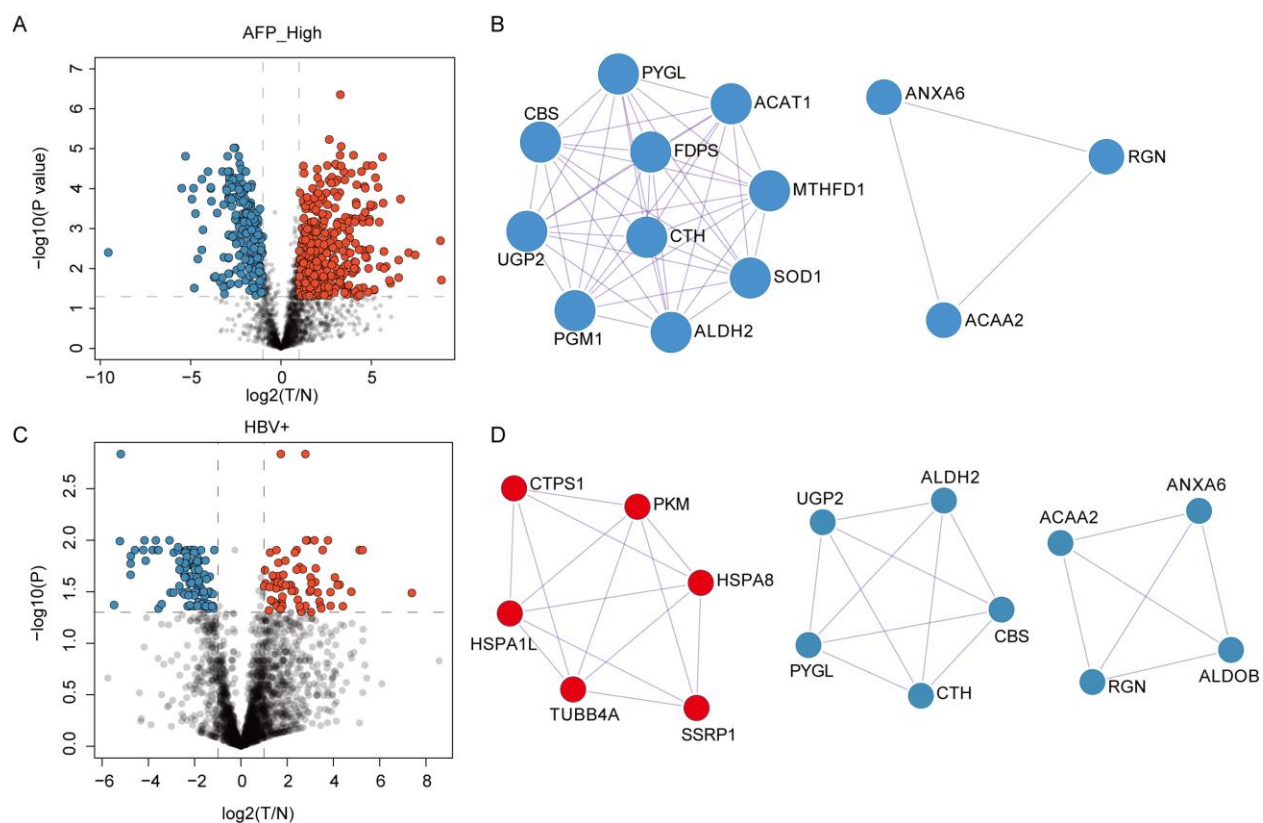 A
AFP_High
−log10(P value)
7
6
5
4
3
2
1
0
−10
−5
0
5
log2(T/N)
B
PYGL
ACAT1
CBS
FDPS
MTHFD1
CTH
UGP2
SOD1
PGM1
ALDH2
ANXA6
RGN
ACAA2
C
HBV+
−log10(P)
2.5
2.0
1.5
1.0
0.5
0.0
−6
−4
−2
0
2
4
6
8
log2(T/N)
D
CTPS1
PKM
HSPA8
HSPA1L
TUBB4A
SSRP1
ALDH2
UGP2
CBS
PYGL
CTH
ANXA6
ACAA2
RGN
ALDOB